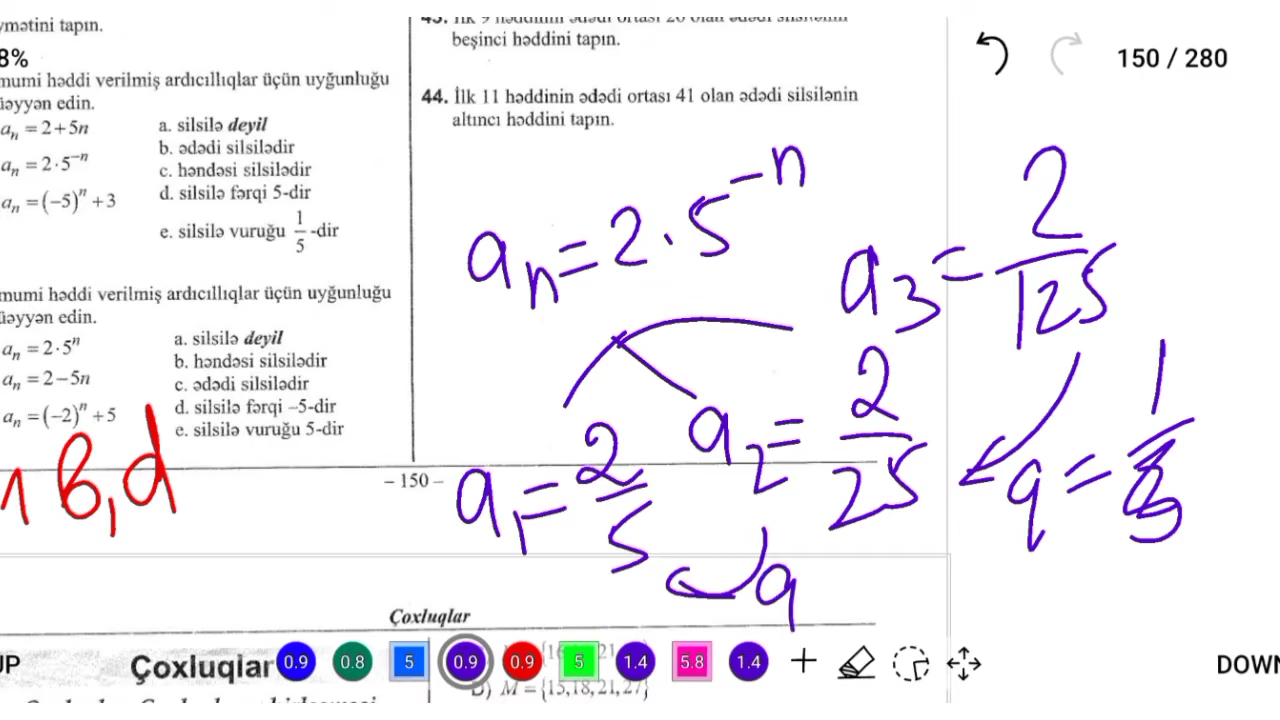 ymətini tapın.
8%
mumi həddi verilmiş ardıcıllıqlar üçün uyğunluğu
üəyyən edin.
aₙ = 2+5n
a. silsilə deyil
b. ədədi silsilədir
aₙ = 2·5⁻ⁿ
c. həndəsi silsilədir
d. silsilə fərqi 5-dir
aₙ = (−5)ⁿ +3
e. silsilə vuruğu 1/5 -dir
mumi həddi verilmiş ardıcıllıqlar üçün uyğunluğu
üəyyən edin.
aₙ = 2·5ⁿ
a. silsilə deyil
b. həndəsi silsilədir
aₙ = 2−5n
c. ədədi silsilədir
aₙ = (−2)ⁿ +5
d. silsilə fərqi −5-dir
e. silsilə vuruğu 5-dir
1 B,d
beşinci həddini tapın.
44. İlk 11 həddinin ədədi ortası 41 olan ədədi silsilənin
altıncı həddini tapın.
aₙ = 2·5⁻ⁿ
a₃ = 2/125
a₁ = 2/5
a₂ = 2/25
q
q = 1/5
– 150 –
150 / 280
Çoxluqlar
UP
Çoxluqlar
0.9
0.8
5
0.9
0.9
5
1.4
5.8
1.4
DOWN
D) M = {15,18,21,27}